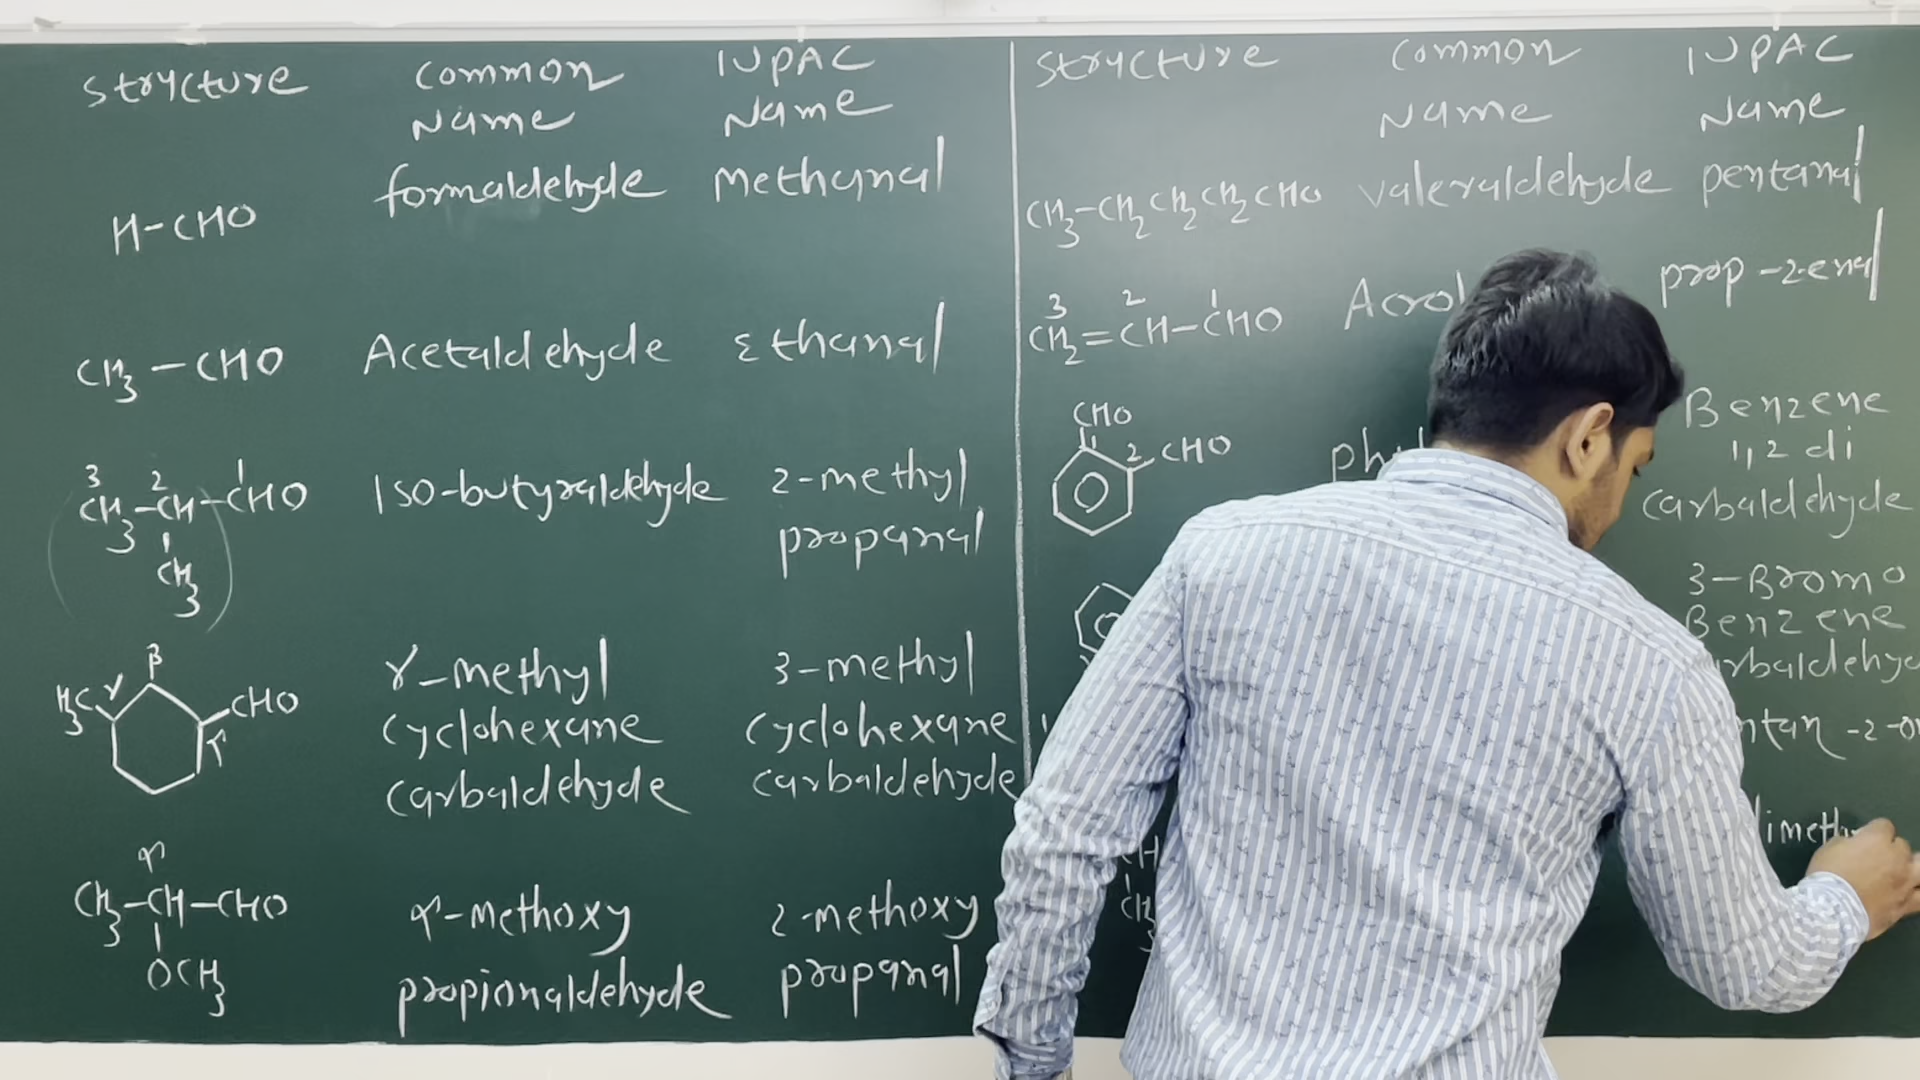 Structure
Common Name
IUPAC Name
H-CHO
formaldehyde
Methanal
CH3-CHO
Acetaldehyde
Ethanal
3 2 1
CH3-CH-CHO
CH3
Iso-butyraldehyde
2-methyl
propanal
β
H3C γ
CHO
α
γ-methyl
cyclohexane
carbaldehyde
3-methyl
cyclohexane
carbaldehyde
α
CH3-CH-CHO
OCH3
α-methoxy
propionaldehyde
2-methoxy
propanal
Structure
Common
Name
IUPAC
Name
CH3-CH2CH2CH2CHO
valeraldehyde
pentanal
3 2 1
CH2=CH-CHO
prop-2-enal
CHO
1
2 CHO
Benzene
1,2 di
carbaldehyde
3-Bromo
Benzene
CH3